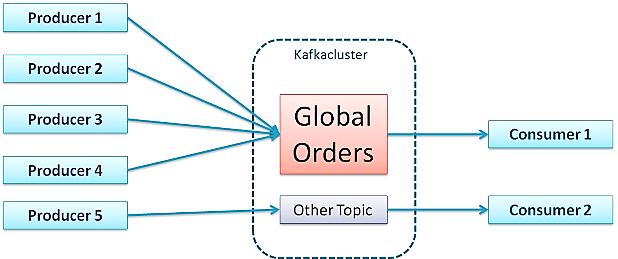 Producer 1
Producer 2
Producer 3
Producer 4
Producer 5
Kafkacluster
Global
Orders
Other Topic
Consumer 1
Consumer 2